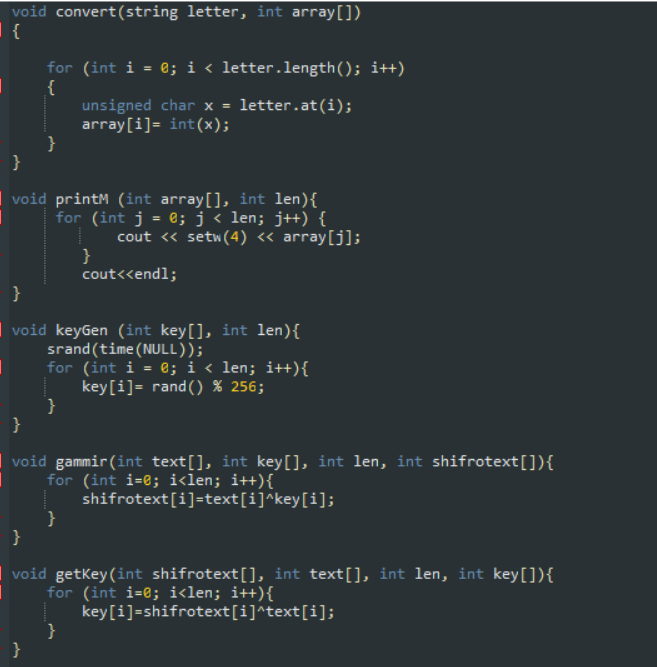 void convert(string letter, int array[])
{
for (int i = 0; i < letter.length(); i++)
{
unsigned char x = letter.at(i);
array[i]= int(x);
}
}
void printM (int array[], int len){
for (int j = 0; j < len; j++) {
cout << setw(4) << array[j];
}
cout<<endl;
}
void keyGen (int key[], int len){
srand(time(NULL));
for (int i = 0; i < len; i++){
key[i]= rand() % 256;
}
}
void gammir(int text[], int key[], int len, int shifrotext[]){
for (int i=0; i<len; i++){
shifrotext[i]=text[i]^key[i];
}
}
void getKey(int shifrotext[], int text[], int len, int key[]){
for (int i=0; i<len; i++){
key[i]=shifrotext[i]^text[i];
}
}